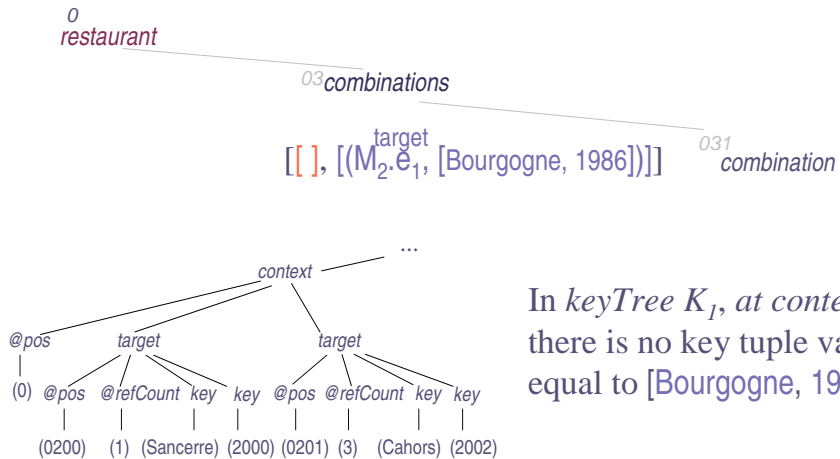 0
restaurant
03 combinations
target
[[ ], [(M2.e1, [Bourgogne, 1986])]]
031
combination
...
context
In keyTree K1, at conte
there is no key tuple va
equal to [Bourgogne, 19
@pos target target
(0) @pos @refCount key key @pos @refCount key key
(0200) (1) (Sancerre) (2000) (0201) (3) (Cahors) (2002)